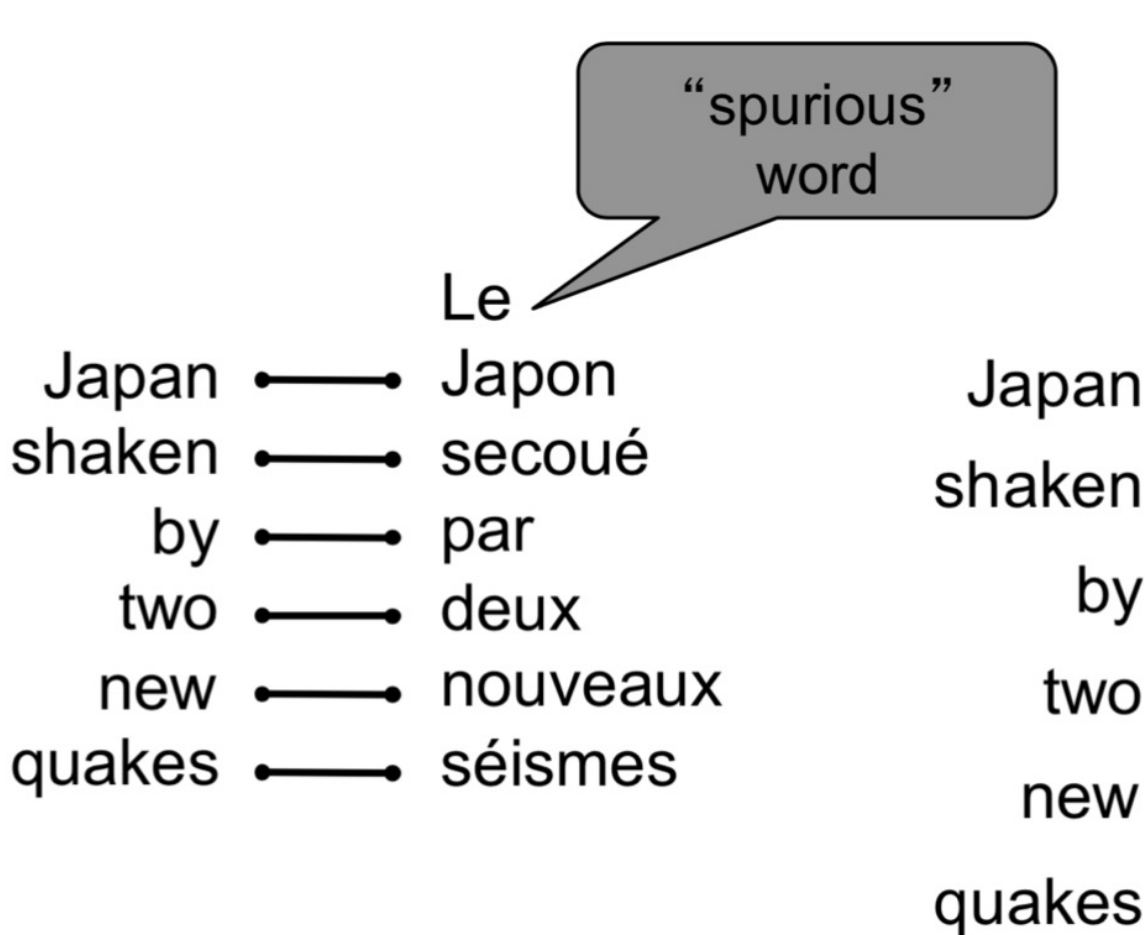 “spurious”
word
Le
Japan Japon
shaken secoué
by par
two deux
new nouveaux
quakes séismes
Japan
shaken
by
two
new
quakes